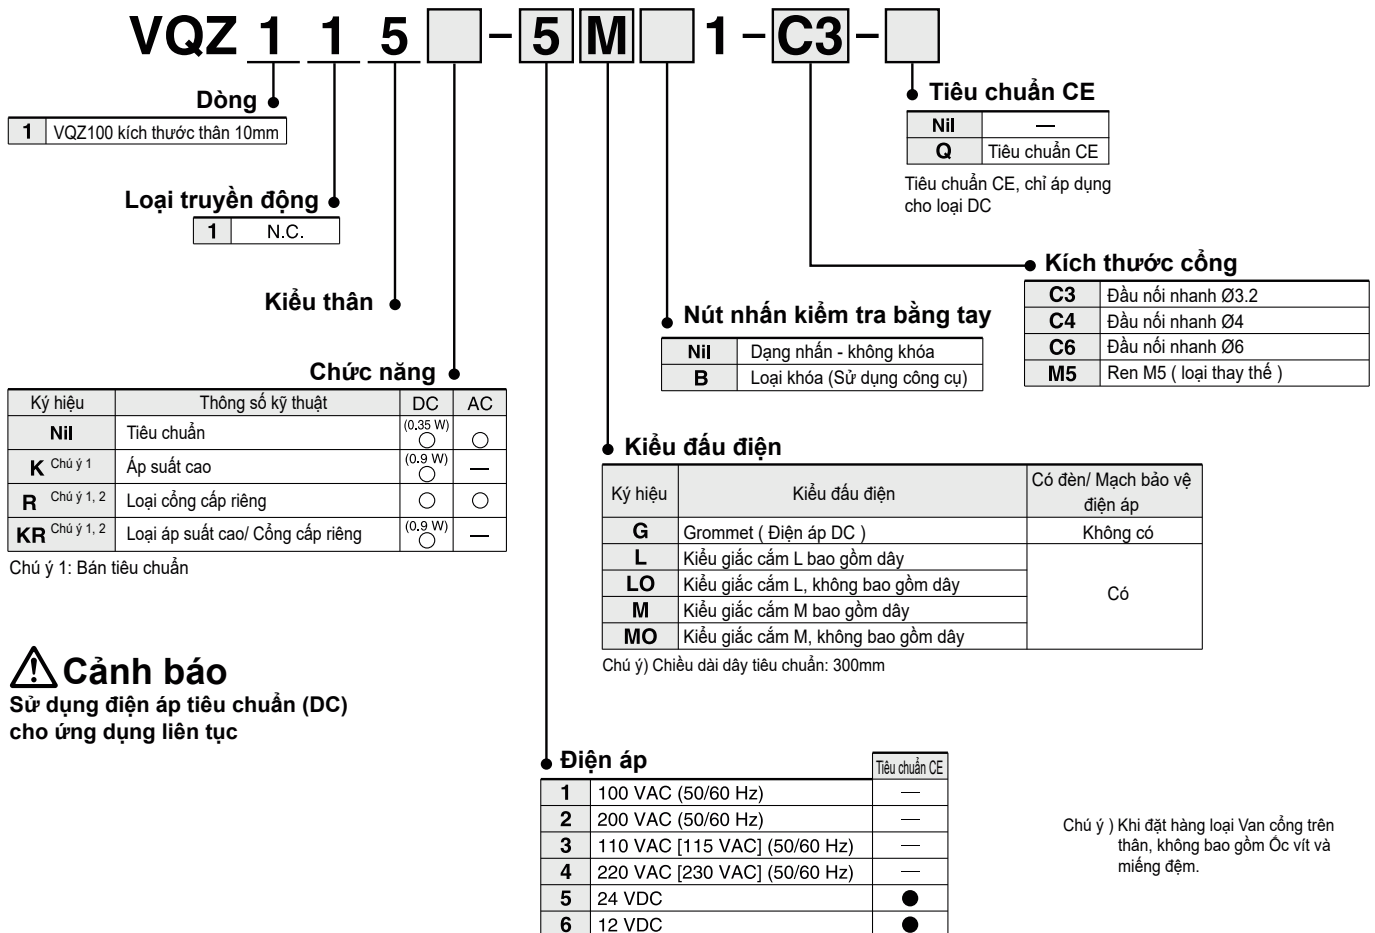 VQZ 1 1 5 - 5 M 1 - C3 -
Dòng
1 VQZ100 kích thước thân 10mm
Loại truyền động
1 N.C.
Kiểu thân
Chức năng
Ký hiệu Thông số kỹ thuật DC AC
Nil Tiêu chuẩn (0.35 W) ○ ○
K Chú ý 1 Áp suất cao (0.9 W) ○ —
R Chú ý 1, 2 Loại cổng cấp riêng ○ ○
KR Chú ý 1, 2 Loại áp suất cao/ Cổng cấp riêng (0.9 W) ○ —
Chú ý 1: Bán tiêu chuẩn
Cảnh báo
Sử dụng điện áp tiêu chuẩn (DC)
cho ứng dụng liên tục
Tiêu chuẩn CE
Nil —
Q Tiêu chuẩn CE
Tiêu chuẩn CE, chỉ áp dụng
cho loại DC
Kích thước cổng
C3 Đầu nối nhanh Ø3.2
C4 Đầu nối nhanh Ø4
C6 Đầu nối nhanh Ø6
M5 Ren M5 ( loại thay thế )
Nút nhấn kiểm tra bằng tay
Nil Dạng nhấn - không khóa
B Loại khóa (Sử dụng công cụ)
Kiểu đấu điện
Ký hiệu Kiểu đấu điện Có đèn/ Mạch bảo vệ
điện áp
G Grommet ( Điện áp DC ) Không có
L Kiểu giắc cắm L bao gồm dây
LO Kiểu giắc cắm L, không bao gồm dây
Có
M Kiểu giắc cắm M bao gồm dây
MO Kiểu giắc cắm M, không bao gồm dây
Chú ý) Chiều dài dây tiêu chuẩn: 300mm
Điện áp Tiêu chuẩn CE
1 100 VAC (50/60 Hz) —
2 200 VAC (50/60 Hz) —
3 110 VAC [115 VAC] (50/60 Hz) —
4 220 VAC [230 VAC] (50/60 Hz) —
5 24 VDC ●
6 12 VDC ●
Chú ý ) Khi đặt hàng loại Van cổng trên
thân, không bao gồm Ốc vít và
miếng đệm.